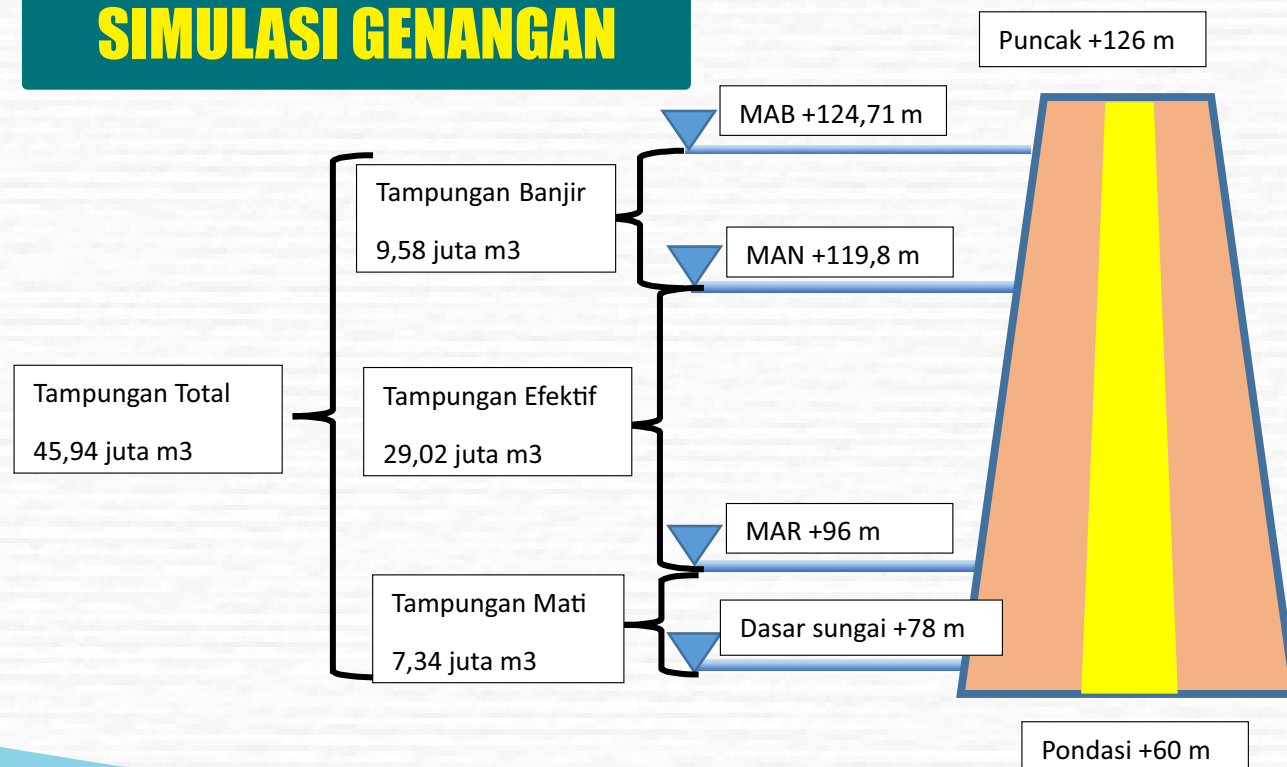 SIMULASI GENANGAN
Puncak +126 m
MAB +124,71 m
Tampungan Banjir
9,58 juta m3
MAN +119,8 m
Tampungan Total
45,94 juta m3
Tampungan Efektif
29,02 juta m3
MAR +96 m
Tampungan Mati
7,34 juta m3
Dasar sungai +78 m
Pondasi +60 m